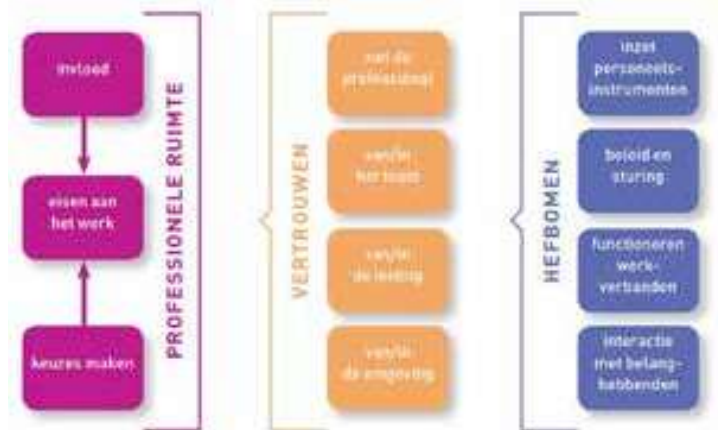 invloed
eisen aan
het werk
keuzes maken
PROFESSIONELE RUIMTE
VERTROUWEN
van de
professional
van/in
het team
van/in
de leiding
van/in
de omgeving
HEFBOMEN
inzet
personeels-
instrumenten
beleid en
sturing
functioneren
werk-
verbanden
interactie
met belang-
hebbenden